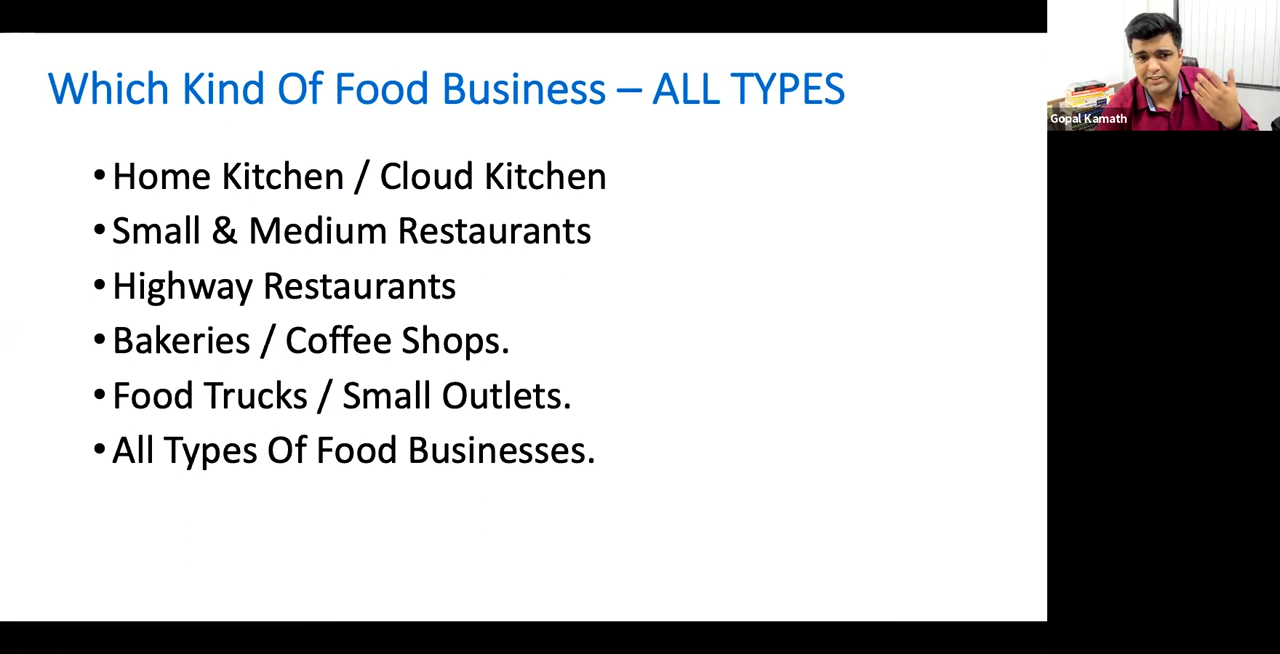 Which Kind Of Food Business – ALL TYPES
• Home Kitchen / Cloud Kitchen
• Small & Medium Restaurants
• Highway Restaurants
• Bakeries / Coffee Shops.
• Food Trucks / Small Outlets.
• All Types Of Food Businesses.
Gopal Kamath